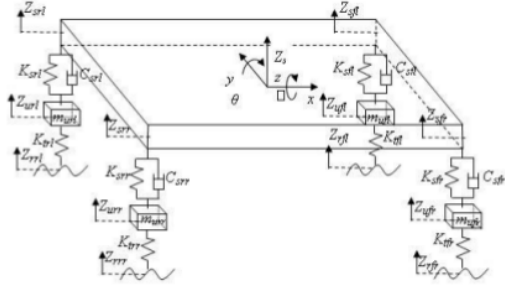 Z_srl
Z_sfl
K_srl C_srl
Z_s
y z x
θ
K_sfl C_sfl
Z_url
m_url
Z_ufl
m_ufl
K_trl
Z_srr
Z_sfr
K_tfl
Z_rrl
Z_rfl
K_srr C_srr
K_sfr C_sfr
Z_urr
m_urr
Z_ufr
m_ufr
K_trr
K_tfr
Z_rrr
Z_rfr